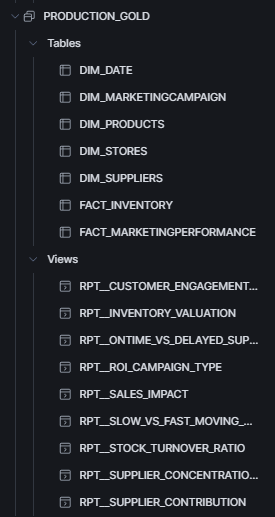 PRODUCTION_GOLD
Tables
DIM_DATE
DIM_MARKETINGCAMPAIGN
DIM_PRODUCTS
DIM_STORES
DIM_SUPPLIERS
FACT_INVENTORY
FACT_MARKETINGPERFORMANCE
Views
RPT__CUSTOMER_ENGAGEMENT...
RPT__INVENTORY_VALUATION
RPT__ONTIME_VS_DELAYED_SUP...
RPT__ROI_CAMPAIGN_TYPE
RPT__SALES_IMPACT
RPT__SLOW_VS_FAST_MOVING_...
RPT__STOCK_TURNOVER_RATIO
RPT__SUPPLIER_CONCENTRATIO...
RPT__SUPPLIER_CONTRIBUTION